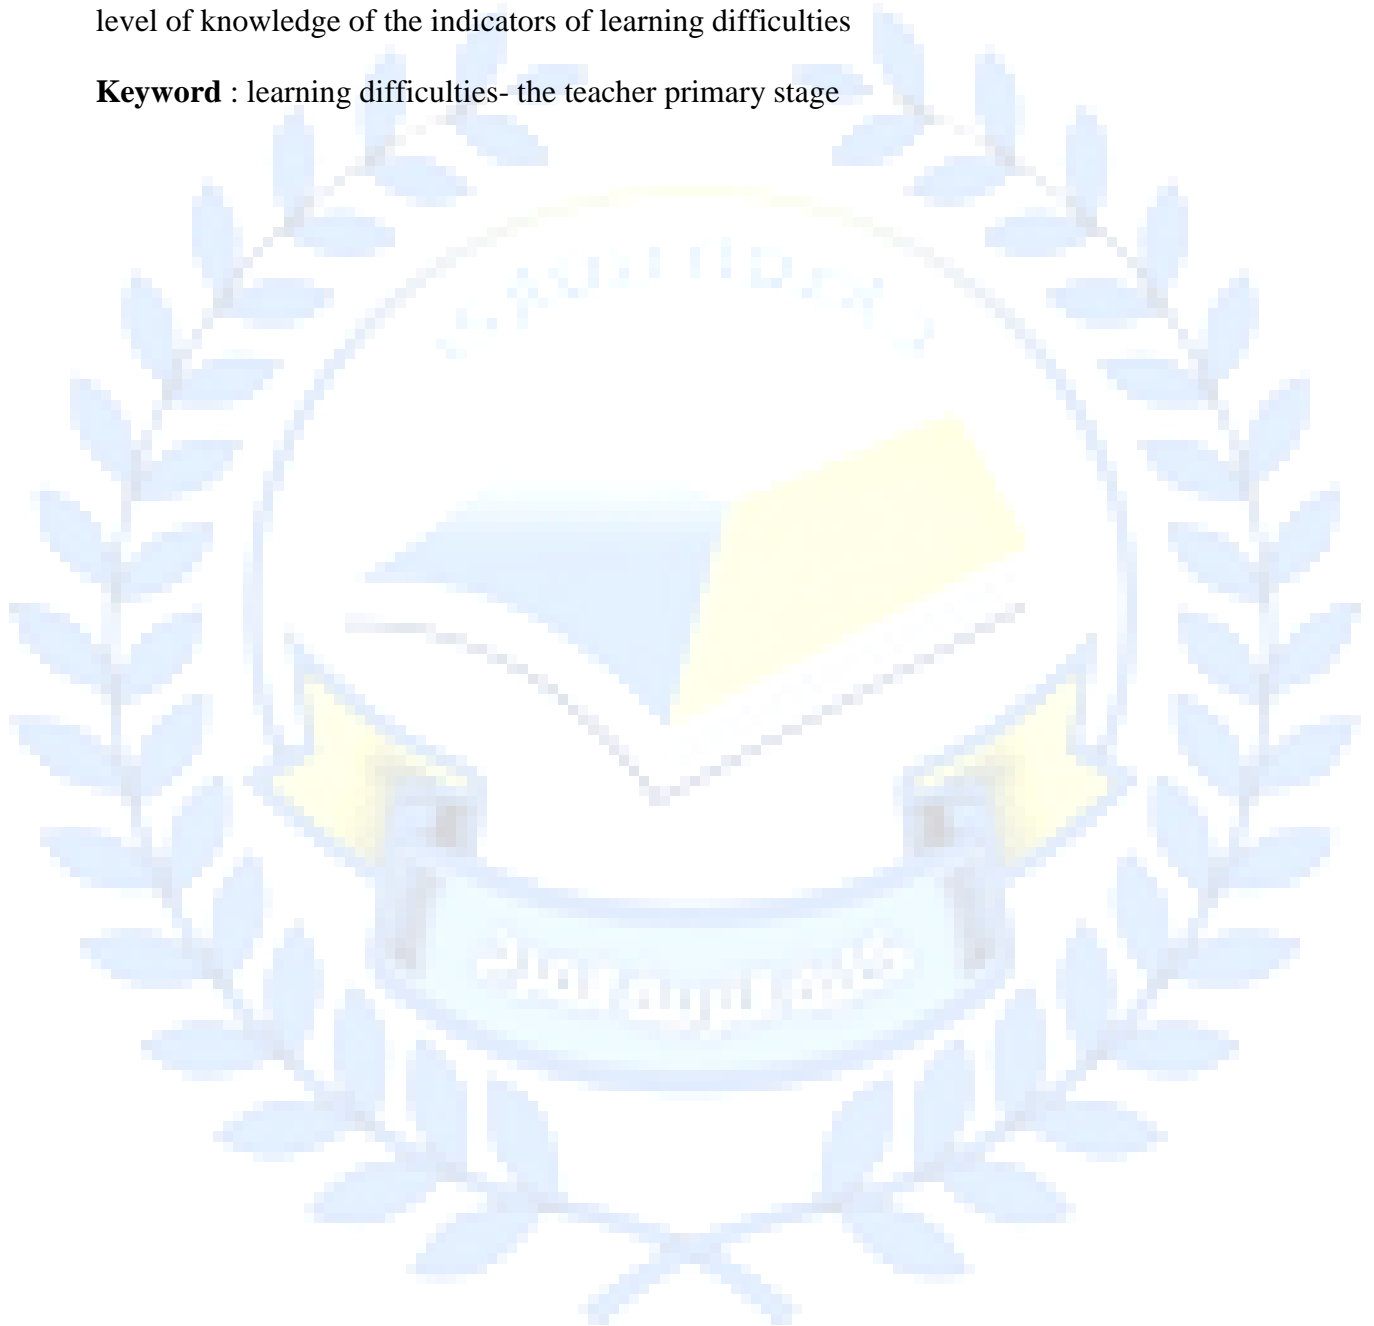 level of knowledge of the indicators of learning difficulties
Keyword : learning difficulties- the teacher primary stage